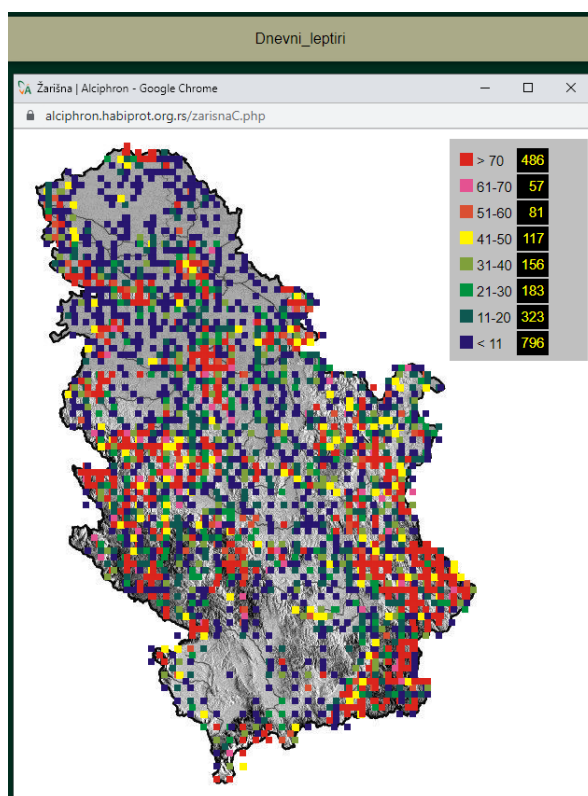 Dnevni_leptiri
Žarišna | Alciphron - Google Chrome
alciphron.habiprot.org.rs/zarisnaC.php
> 70 486
61-70 57
51-60 81
41-50 117
31-40 156
21-30 183
11-20 323
< 11 796